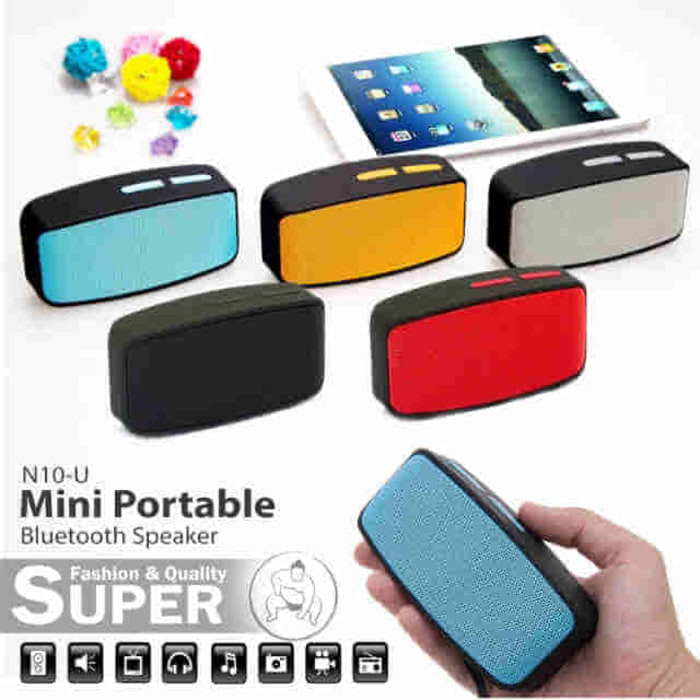 N10-U
Mini Portable
Bluetooth Speaker
Fashion & Quality
SUPER